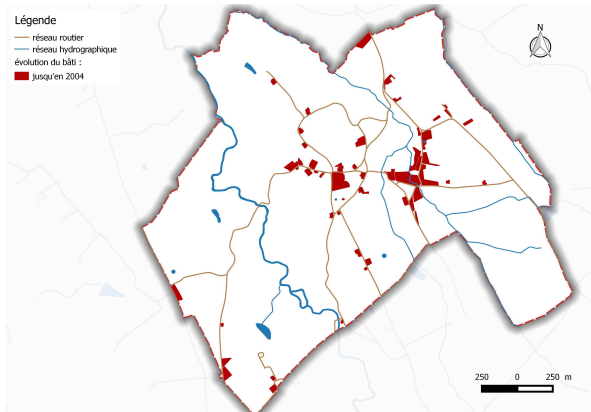 Légende
réseau routier
réseau hydrographique
évolution du bâti :
jusqu'en 2004
N
250 0 250 m